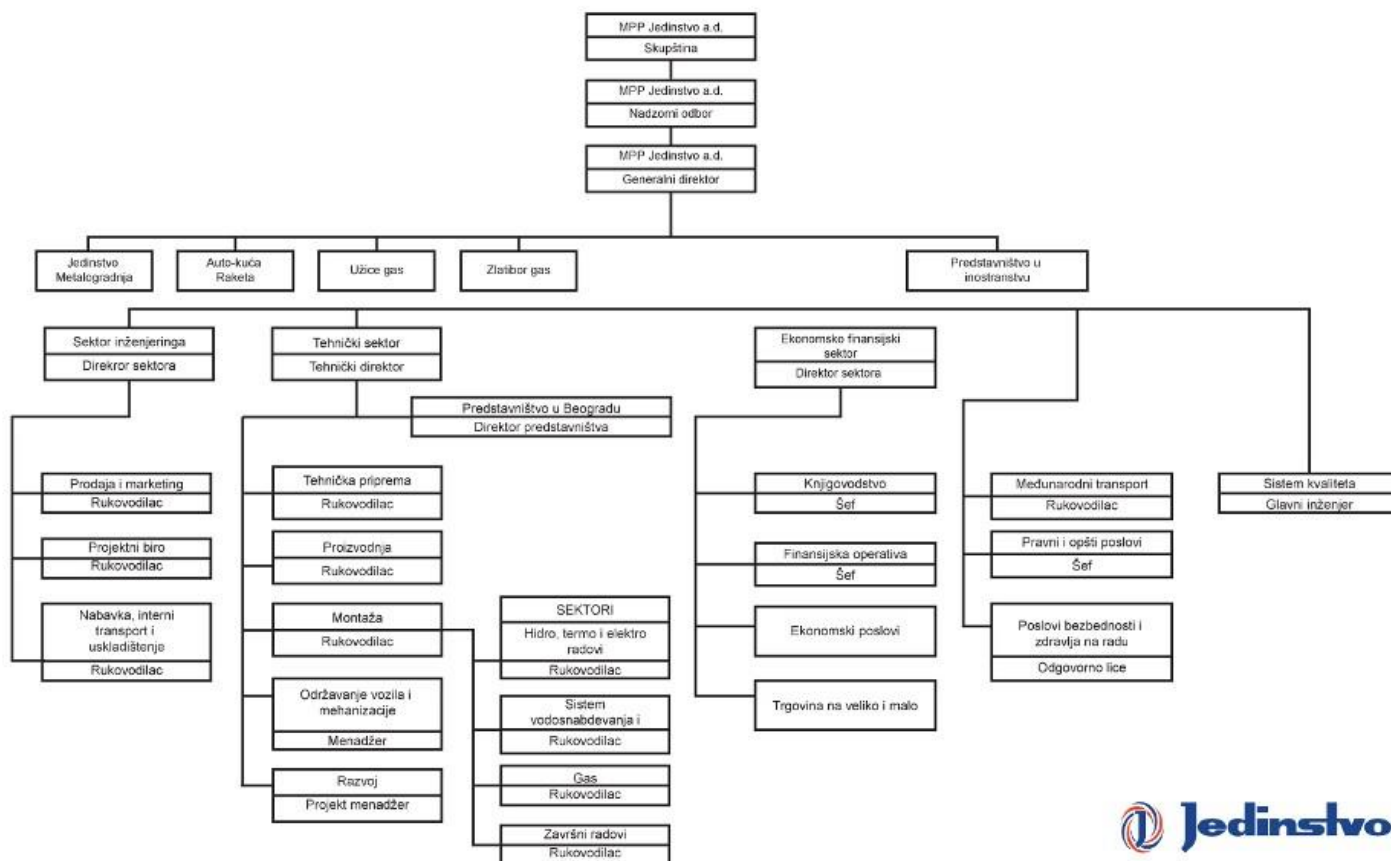 MPP Jedinstvo a.d.
Skupština
MPP Jedinstvo a.d.
Nadzorni odbor
MPP Jedinstvo a.d.
Generalni direktor
Jedinstvo
Metalogradnja
Auto-kuća
Raketa
Užice gas
Zlatibor gas
Predstavništvo u
inostranstvu
Sektor inženjeringa
Direkror sektora
Tehnički sektor
Tehnički direktor
Ekonomsko finansijski
sektor
Direktor sektora
Predstavništvo u Beogradu
Direktor predstavništva
Prodaja i marketing
Rukovodilac
Projektni biro
Rukovodilac
Nabavka, interni
transport i
uskladištenje
Rukovodilac
Tehnička priprema
Rukovodilac
Proizvodnja
Rukovodilac
Montaža
Rukovodilac
Održavanje vozila i
mehanizacije
Menadžer
Razvoj
Projekt menadžer
SEKTORI
Hidro, termo i elektro
radovi
Rukovodilac
Sistem
vodosnabdevanja i
Rukovodilac
Gas
Rukovodilac
Završni radovi
Rukovodilac
Knjigovodstvo
Šef
Finansijska operativa
Šef
Ekonomski poslovi
Trgovina na veliko i malo
Međunarodni transport
Rukovodilac
Pravni i opšti poslovi
Šef
Poslovi bezbednosti i
zdravlja na radu
Odgovorno lice
Sistem kvaliteta
Glavni inženjer
Jedinstvo